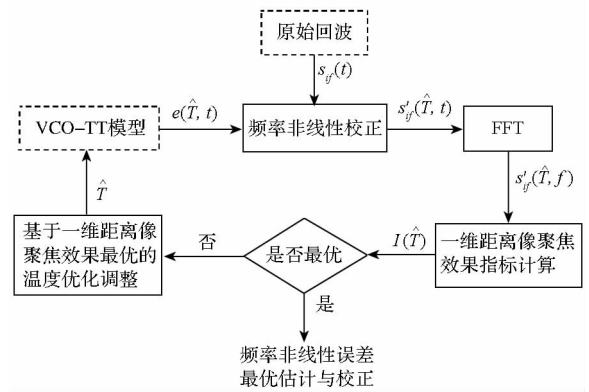 原始回波
s_if(t)
VCO-TT模型
e(T̂, t)
频率非线性校正
s'_if(T̂, t)
FFT
T̂
s'_if(T̂, f)
基于一维距离像
聚焦效果最优的
温度优化调整
否
是否最优
I(T̂)
一维距离像聚焦
效果指标计算
是
频率非线性误差
最优估计与校正